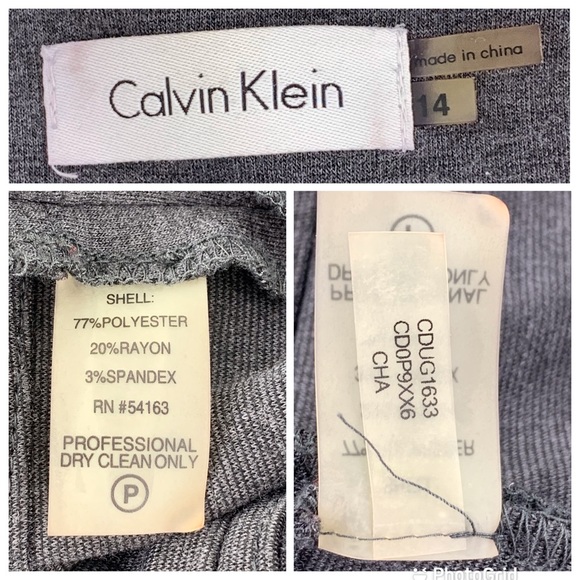 Calvin Klein
made in china
14
SHELL:
77%POLYESTER
20%RAYON
3%SPANDEX
RN #54163
PROFESSIONAL
DRY CLEAN ONLY
P
P
CDUG1633
CD0P9XX6
CHA
PhotoGrid